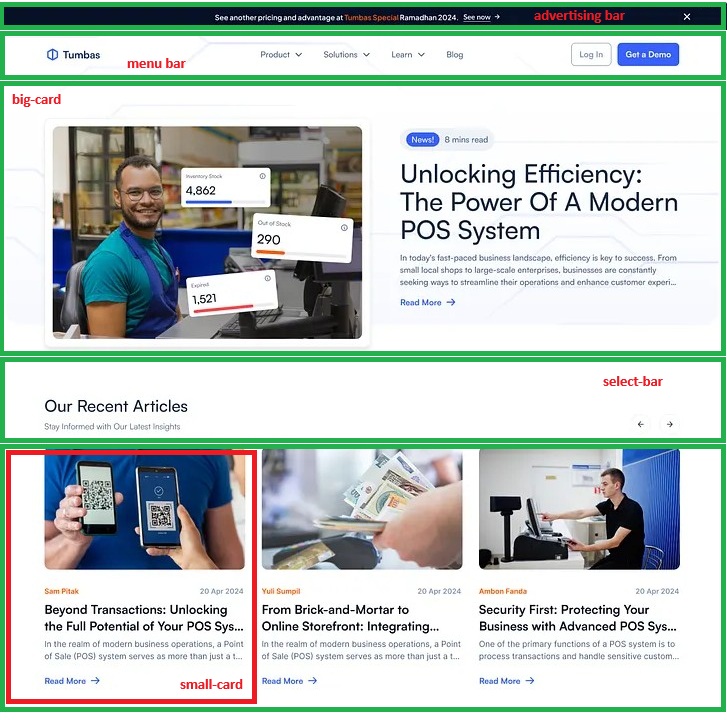 See another pricing and advantage at Tumbas Special Ramadhan 2024. See now → advertising bar
Tumbas Product Solutions Learn Blog Log In Get a Demo
menu bar
big-card
News! 8 mins read
Inventory Stock
4,862
Out of Stock
290
Expired
1,521
Unlocking Efficiency:
The Power Of A Modern
POS System
In today's fast-paced business landscape, efficiency is key to success. From
small local shops to large-scale enterprises, businesses are constantly
seeking ways to streamline their operations and enhance customer experi...
Read More →
select-bar
Our Recent Articles
Stay Informed with Our Latest Insights
Sam Pitak 20 Apr 2024
Beyond Transactions: Unlocking
the Full Potential of Your POS Sys...
In the realm of modern business operations, a Point
of Sale (POS) system serves as more than just a t...
Read More →
small-card
Yuli Sumpil 20 Apr 2024
From Brick-and-Mortar to
Online Storefront: Integrating...
In the realm of modern business operations, a Point
of Sale (POS) system serves as more than just a t...
Read More →
Ambon Fanda 20 Apr 2024
Security First: Protecting Your
Business with Advanced POS Sys...
One of the primary functions of a POS system is to
process transactions and handle sensitive custom...
Read More →